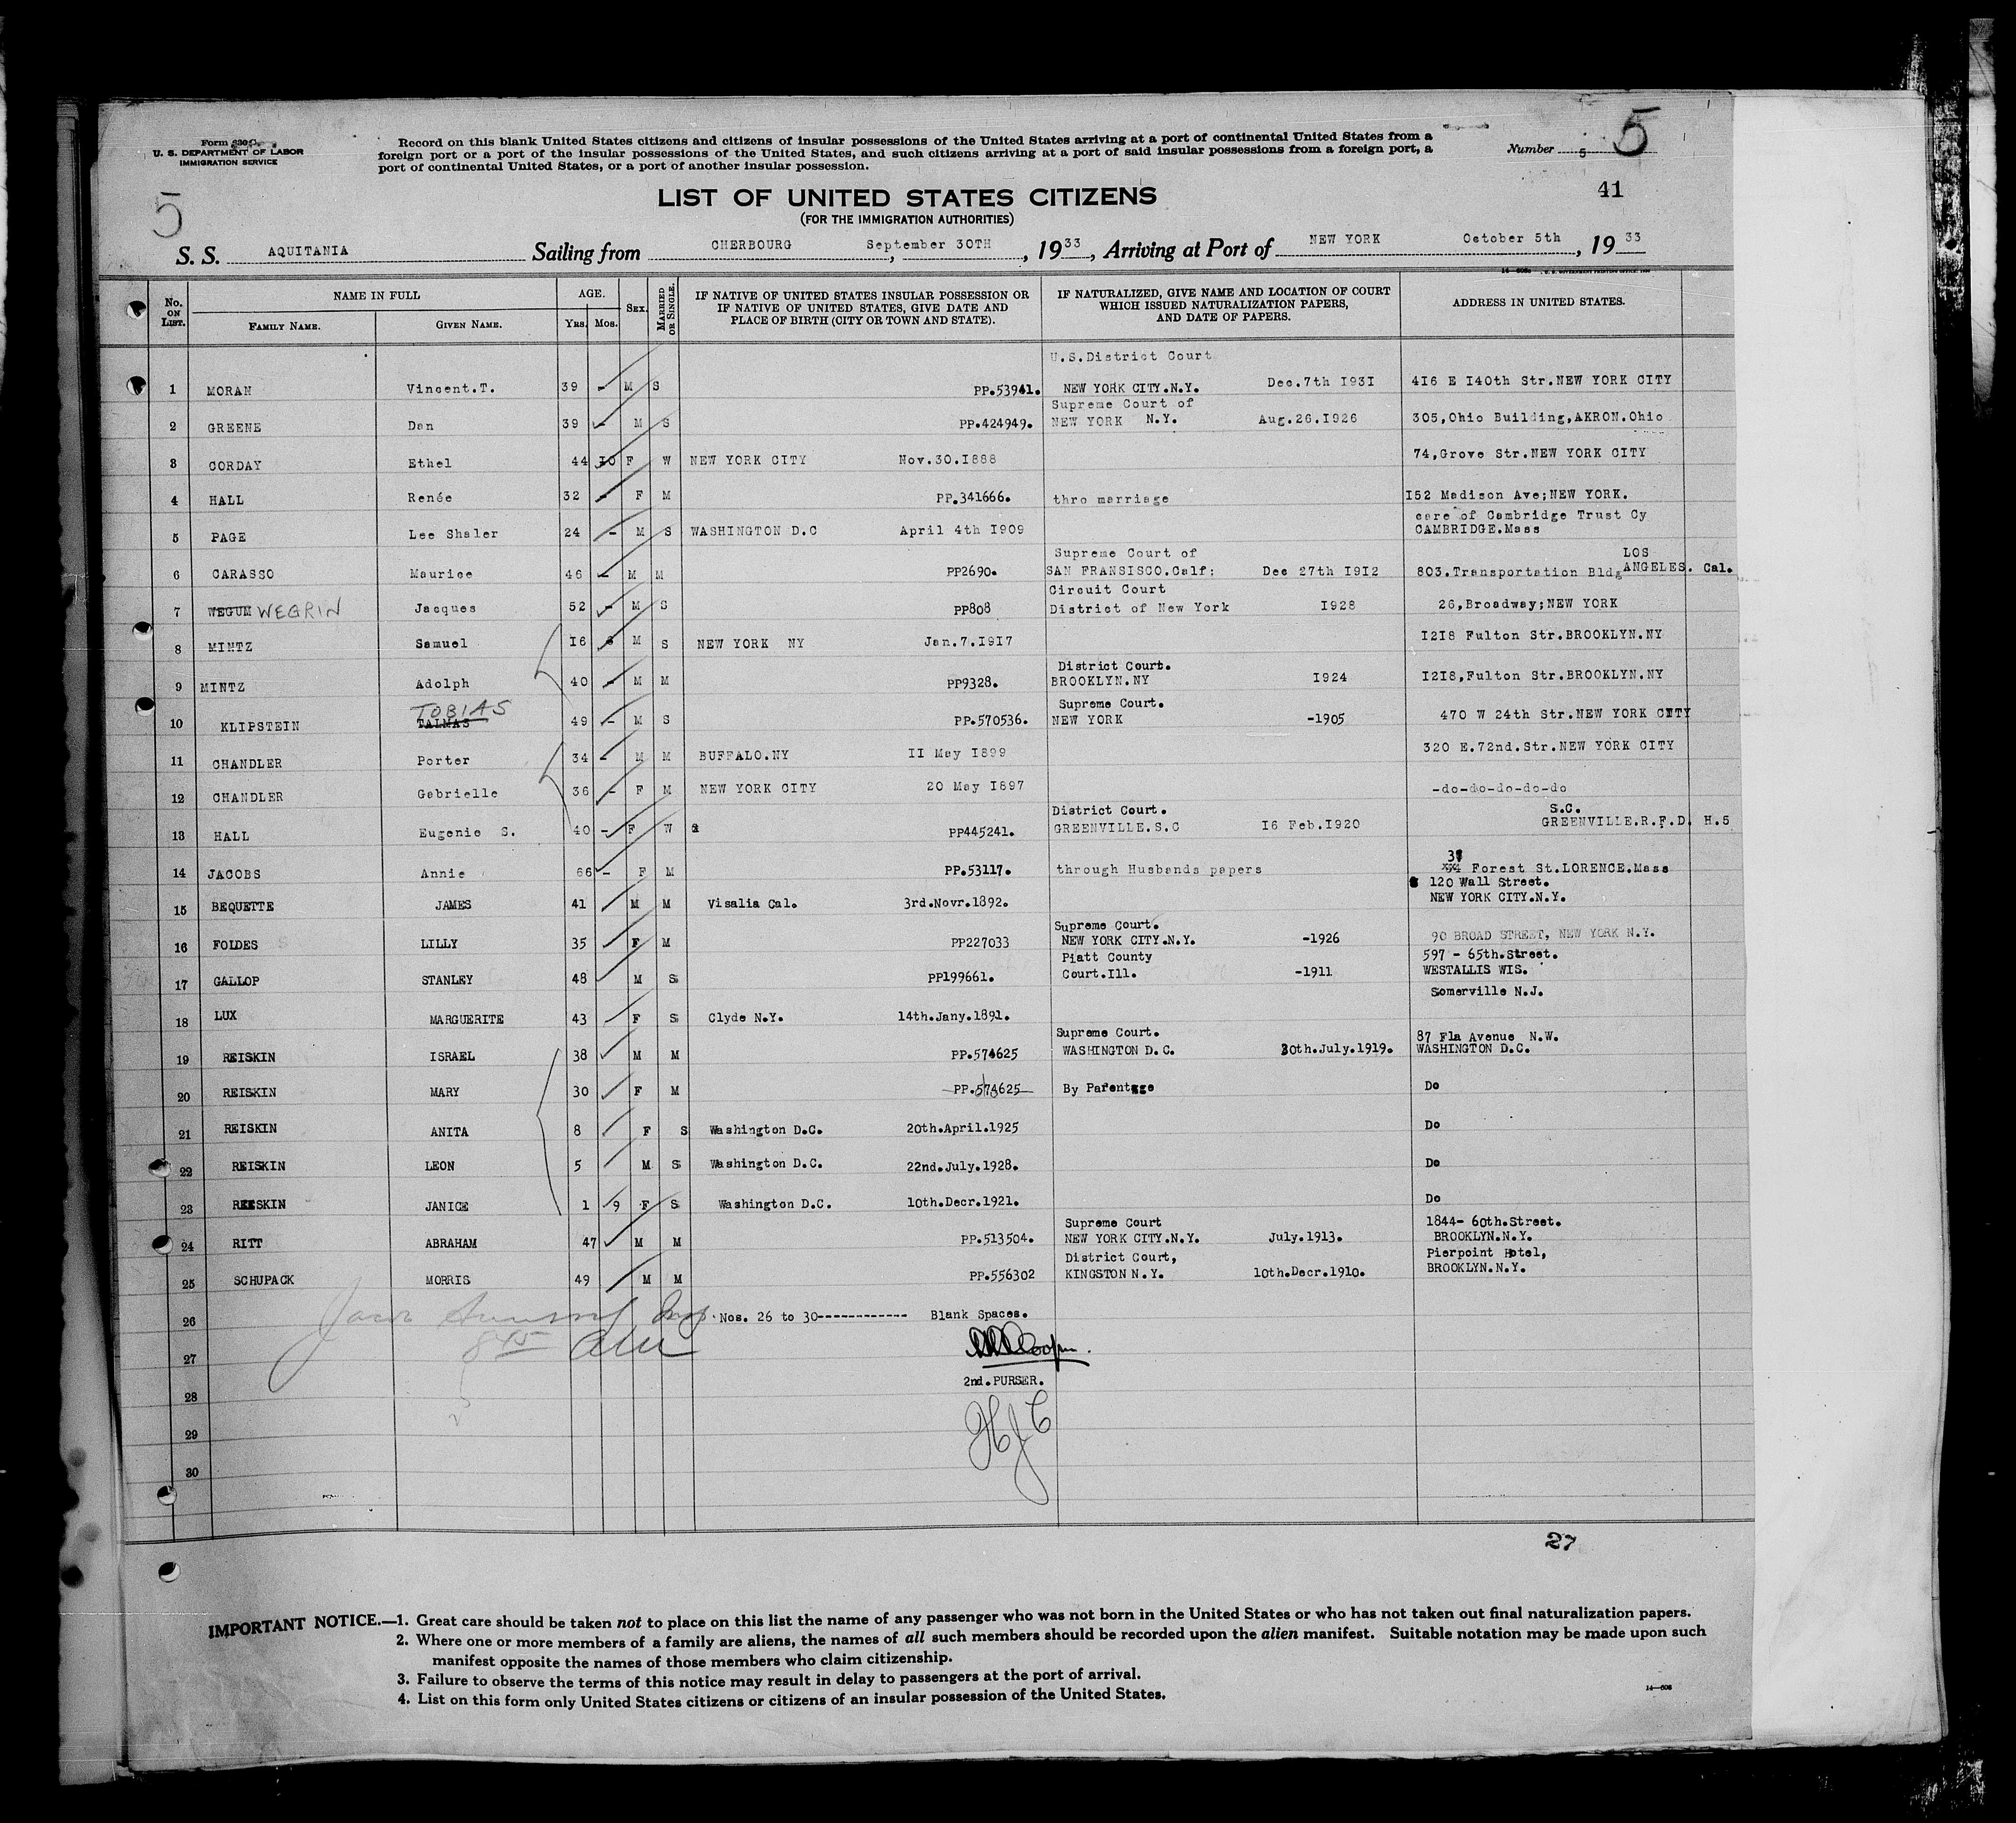 Form 630 C
U. S. DEPARTMENT OF LABOR
IMMIGRATION SERVICE
Record on this blank United States citizens and citizens of insular possessions of the United States arriving at a port of continental United States from a
foreign port or a port of the insular possessions of the United States, and such citizens arriving at a port of said insular possessions from a foreign port, a
port of continental United States, or a port of another insular possession.
Number 5 5
41
5
LIST OF UNITED STATES CITIZENS
(FOR THE IMMIGRATION AUTHORITIES)
S. S. AQUITANIA Sailing from CHERBOURG, September 30TH, 1933, Arriving at Port of NEW YORK October 5th, 1933
No. ON LIST. NAME IN FULL FAMILY NAME. GIVEN NAME. AGE. YRS. MOS. SEX. MARRIED OR SINGLE. IF NATIVE OF UNITED STATES INSULAR POSSESSION OR IF NATIVE OF UNITED STATES, GIVE DATE AND PLACE OF BIRTH (CITY OR TOWN AND STATE). IF NATURALIZED, GIVE NAME AND LOCATION OF COURT WHICH ISSUED NATURALIZATION PAPERS, AND DATE OF PAPERS. ADDRESS IN UNITED STATES.
U.S.District Court
1 MORAN Vincent.T. 39 - M S PP.53941. NEW YORK CITY.N.Y. Dec.7th I93I 4I6 E I40th Str.NEW YORK CITY
Supreme Court of
2 GREENE Dan 39 - M S PP.424949. NEW YORK N.Y. Aug.26.I926 305,Ohio Building,AKRON.Ohio
3 CORDAY Ethel 44 IO F W NEW YORK CITY Nov.30.I888 74,Grove Str.NEW YORK CITY
4 HALL Renée 32 - F M PP.341666. thro marriage I52 Madison Ave;NEW YORK.
care of Cambridge Trust Cy
5 PAGE Lee Shaler 24 - M S WASHINGTON D.C April 4th I909 CAMBRIDGE.Mass
Supreme Court of LOS
6 CARASSO Maurice 46 - M M PP2690. SAN FRANSISCO.Calf: Dec 27th I9I2 803.Transportation Bldg ANGELES. Cal.
Circuit Court
7 WEGUM WEGRIN Jacques 52 - M S PP808 District of New York I928 26,Broadway;NEW YORK
8 MINTZ Samuel I6 M S NEW YORK NY Jan.7.I9I7 I2I8 Fulton Str.BROOKLYN.NY
District Court.
9 MINTZ Adolph 40 - M M PP9328. BROOKLYN.NY I924 I2I8,Fulton Str.BROOKLYN.NY
TOBIAS Supreme Court.
10 KLIPSTEIN TALMAS 49 - M S PP.570536. NEW YORK -1905 470 W 24th Str.NEW YORK CITY
11 CHANDLER Porter 34 - M M BUFFALO.NY II May I899 320 E.72nd.Str.NEW YORK CITY
12 CHANDLER Gabrielle 36 - F M NEW YORK CITY 20 May I897 -do-do-do-do-do
District Court. S.C.
13 HALL Eugenie S. 40 - F W PP445241. GREENVILLE.S.C I6 Feb.I920 GREENVILLE.R.F.D. H.5
14 JACOBS Annie 66 - F M PP.53117. through Husbands papers Forest St.LORENCE.Mass
120 Wall Street.
15 BEQUETTE JAMES 41 M M Visalia Cal. 3rd.Novr.1892. NEW YORK CITY.N.Y.
Supreme Court.
16 FOLDES LILLY 35 F M PP227033 NEW YORK CITY.N.Y. -1926 90 BROAD STREET, NEW YORK N.Y.
Piatt County 597 - 65th.Street.
17 GALLOP STANLEY 48 M S PP199661. Court.Ill. -1911 WESTALLIS WIS.
Somerville N.J.
18 LUX MARGUERITE 43 F S Clyde N.Y. 14th.Jany.1891.
Supreme Court. 87 Fla Avenue N.W.
19 REISKIN ISRAEL 38 M M PP.574625 WASHINGTON D.C. 30th.July.1919. WASHINGTON D.C.
20 REISKIN MARY 30 F M PP.574625 By Parentage Do
21 REISKIN ANITA 8 F S Washington D.C. 20th.April.1925 Do
22 REISKIN LEON 5 M S Washington D.C. 22nd.July.1928. Do
23 REISKIN JANICE 1 9 F S Washington D.C. 10th.Decr.1921. Do
Supreme Court 1844- 60th.Street.
24 RITT ABRAHAM 47 M M PP.513504. NEW YORK CITY.N.Y. July.1913. BROOKLYN.N.Y.
District Court, Pierpoint Hotel,
25 SCHUPACK MORRIS 49 M M PP.556302 KINGSTON N.Y. 10th.Decr.1910. BROOKLYN.N.Y.
26 Nos. 26 to 30------------ Blank Spaces.
27
2nd.PURSER.
28
29
30
27
IMPORTANT NOTICE.—1. Great care should be taken not to place on this list the name of any passenger who was not born in the United States or who has not taken out final naturalization papers.
2. Where one or more members of a family are aliens, the names of all such members should be recorded upon the alien manifest. Suitable notation may be made upon such
manifest opposite the names of those members who claim citizenship.
3. Failure to observe the terms of this notice may result in delay to passengers at the port of arrival.
4. List on this form only United States citizens or citizens of an insular possession of the United States.